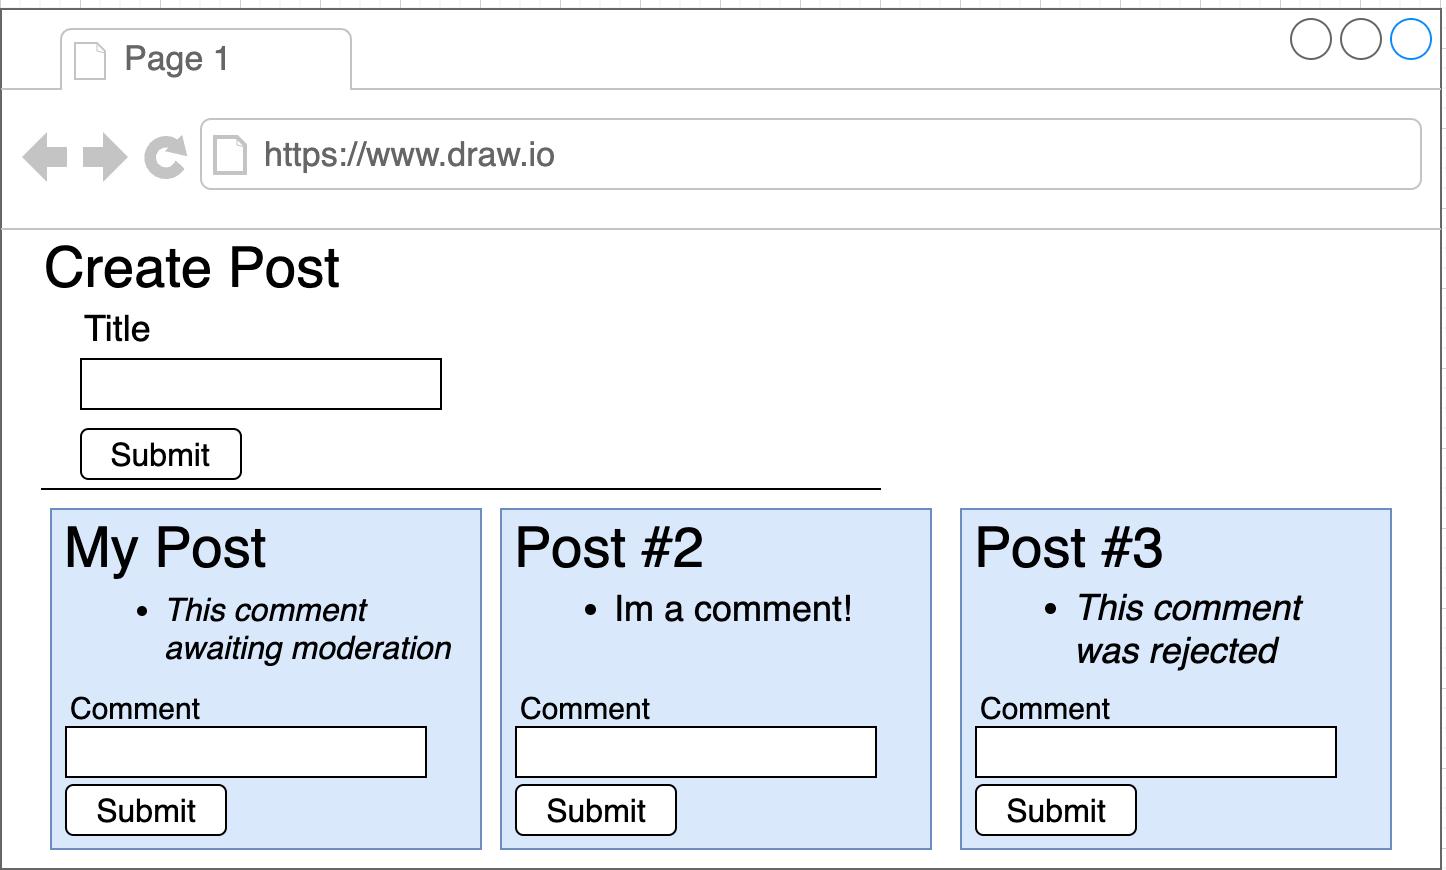 Page 1
https://www.draw.io
Create Post
Title
Submit
My Post
• This comment
awaiting moderation
Comment
Submit
Post #2
• Im a comment!
Comment
Submit
Post #3
• This comment
was rejected
Comment
Submit